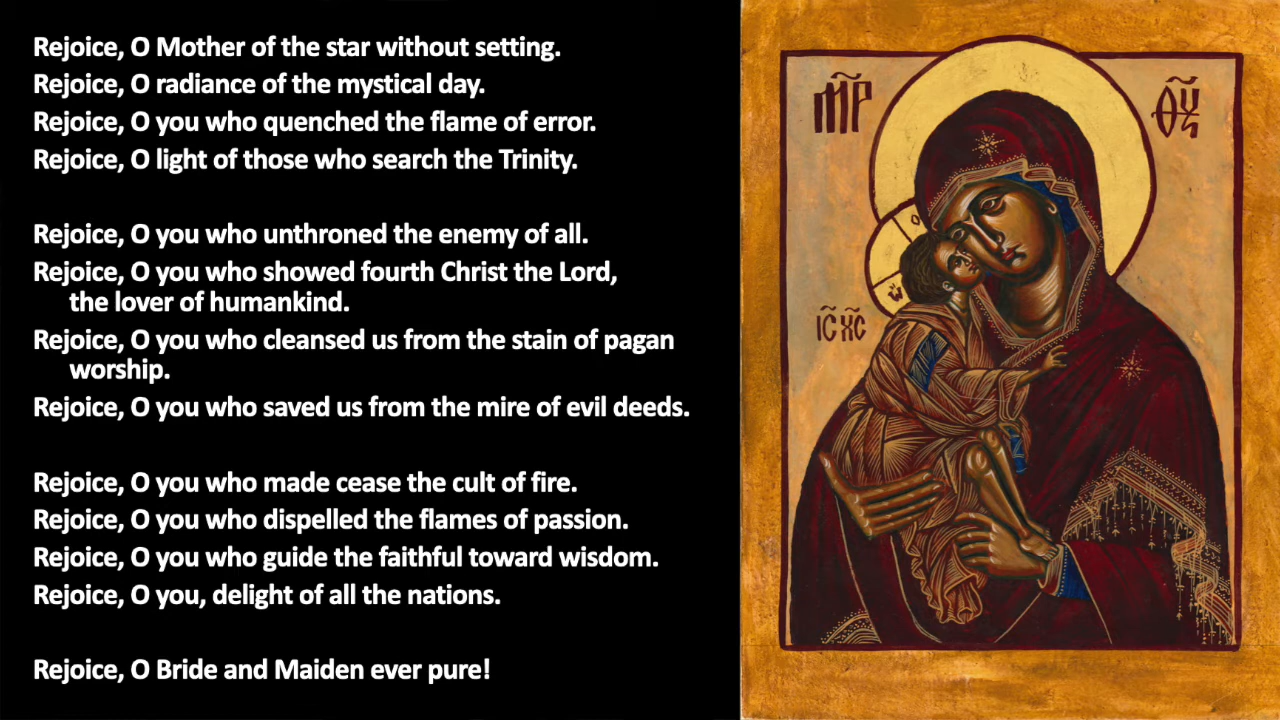 Rejoice, O Mother of the star without setting.
Rejoice, O radiance of the mystical day.
Rejoice, O you who quenched the flame of error.
Rejoice, O light of those who search the Trinity.
Rejoice, O you who unthroned the enemy of all.
Rejoice, O you who showed fourth Christ the Lord,
the lover of humankind.
Rejoice, O you who cleansed us from the stain of pagan
worship.
Rejoice, O you who saved us from the mire of evil deeds.
Rejoice, O you who made cease the cult of fire.
Rejoice, O you who dispelled the flames of passion.
Rejoice, O you who guide the faithful toward wisdom.
Rejoice, O you, delight of all the nations.
Rejoice, O Bride and Maiden ever pure!
М҃Р Ѳ҃Ѵ
О
Ѡ
І҃С Х҃С